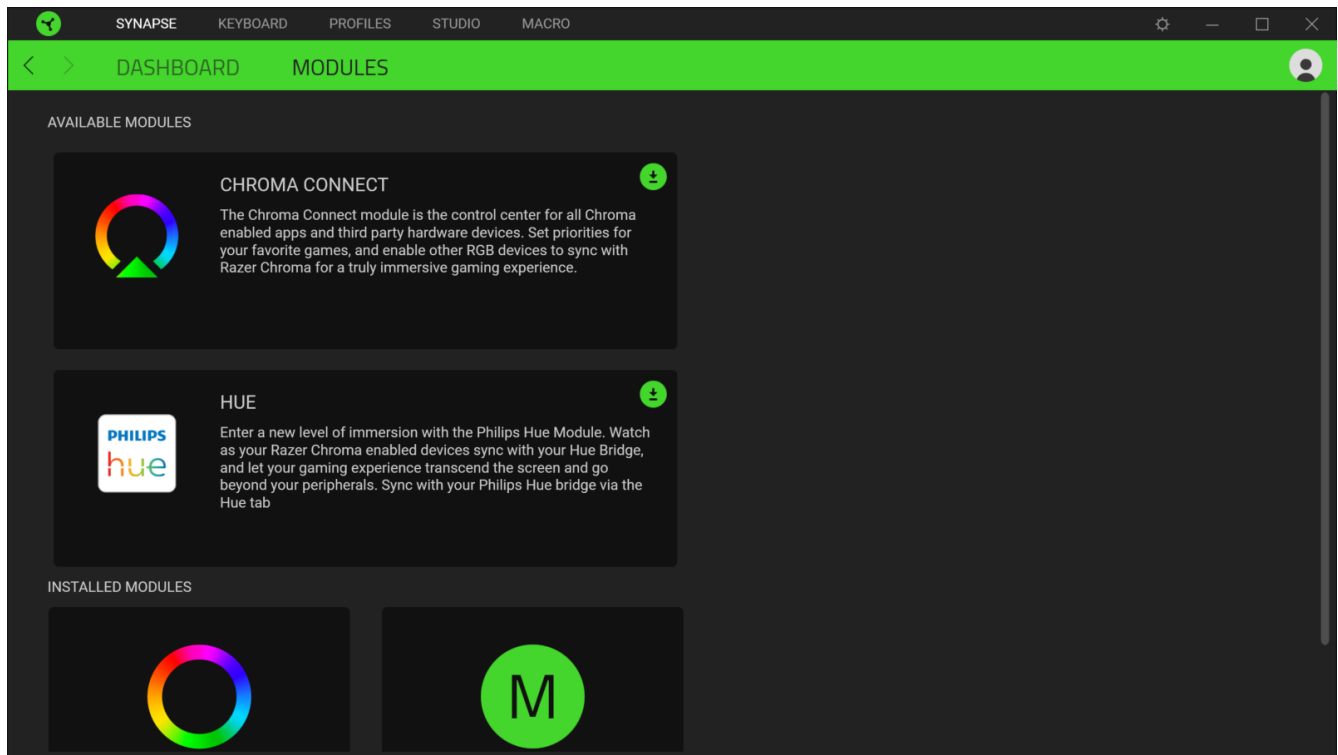 SYNAPSE KEYBOARD PROFILES STUDIO MACRO
DASHBOARD MODULES
AVAILABLE MODULES
CHROMA CONNECT
The Chroma Connect module is the control center for all Chroma
enabled apps and third party hardware devices. Set priorities for
your favorite games, and enable other RGB devices to sync with
Razer Chroma for a truly immersive gaming experience.
PHILIPS
hue
HUE
Enter a new level of immersion with the Philips Hue Module. Watch
as your Razer Chroma enabled devices sync with your Hue Bridge,
and let your gaming experience transcend the screen and go
beyond your peripherals. Sync with your Philips Hue bridge via the
Hue tab
INSTALLED MODULES
M